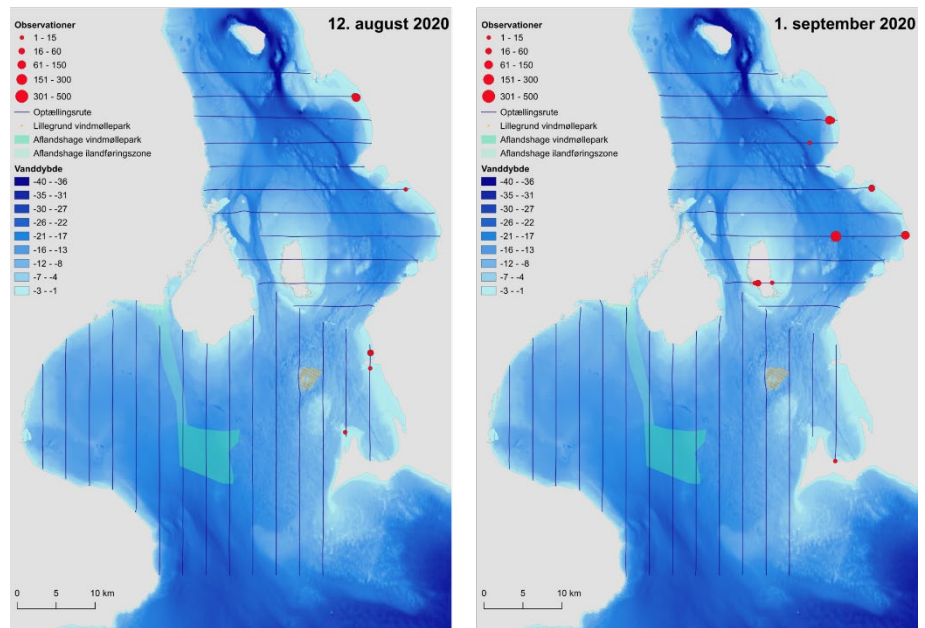 12. august 2020
Observationer
1 - 15
16 - 60
61 - 150
151 - 300
301 - 500
Optællingsrute
Lillegrund vindmøllepark
Aflandshage vindmøllepark
Aflandshage ilandføringszone
Vanddybde
-40 - -36
-35 - -31
-30 - -27
-26 - -22
-21 - -17
-16 - -13
-12 - -8
-7 - -4
-3 - -1
0 5 10 km
1. september 2020
Observationer
1 - 15
16 - 60
61 - 150
151 - 300
301 - 500
Optællingsrute
Lillegrund vindmøllepark
Aflandshage vindmøllepark
Aflandshage ilandføringszone
Vanddybde
-40 - -36
-35 - -31
-30 - -27
-26 - -22
-21 - -17
-16 - -13
-12 - -8
-7 - -4
-3 - -1
0 5 10 km